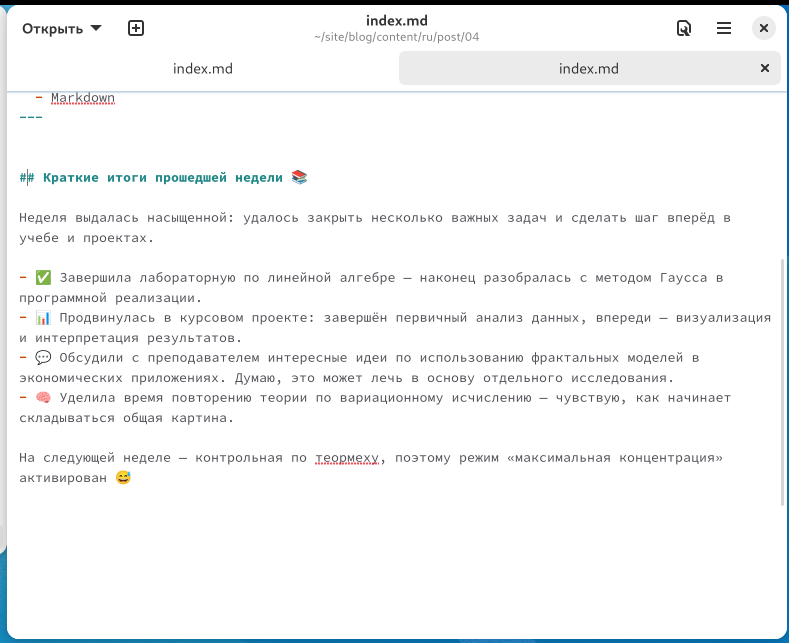 Открыть
index.md
~/site/blog/content/ru/post/04
index.md
index.md
- Markdown
---
## Краткие итоги прошедшей недели 📚
Неделя выдалась насыщенной: удалось закрыть несколько важных задач и сделать шаг вперёд в
учебе и проектах.
- ✅ Завершила лабораторную по линейной алгебре — наконец разобралась с методом Гаусса в
программной реализации.
- 📊 Продвинулась в курсовом проекте: завершён первичный анализ данных, впереди — визуализация
и интерпретация результатов.
- 💬 Обсудили с преподавателем интересные идеи по использованию фрактальных моделей в
экономических приложениях. Думаю, это может лечь в основу отдельного исследования.
- 🧠 Уделила время повторению теории по вариационному исчислению — чувствую, как начинает
складываться общая картина.
На следующей неделе — контрольная по теормеху, поэтому режим «максимальная концентрация»
активирован 😅